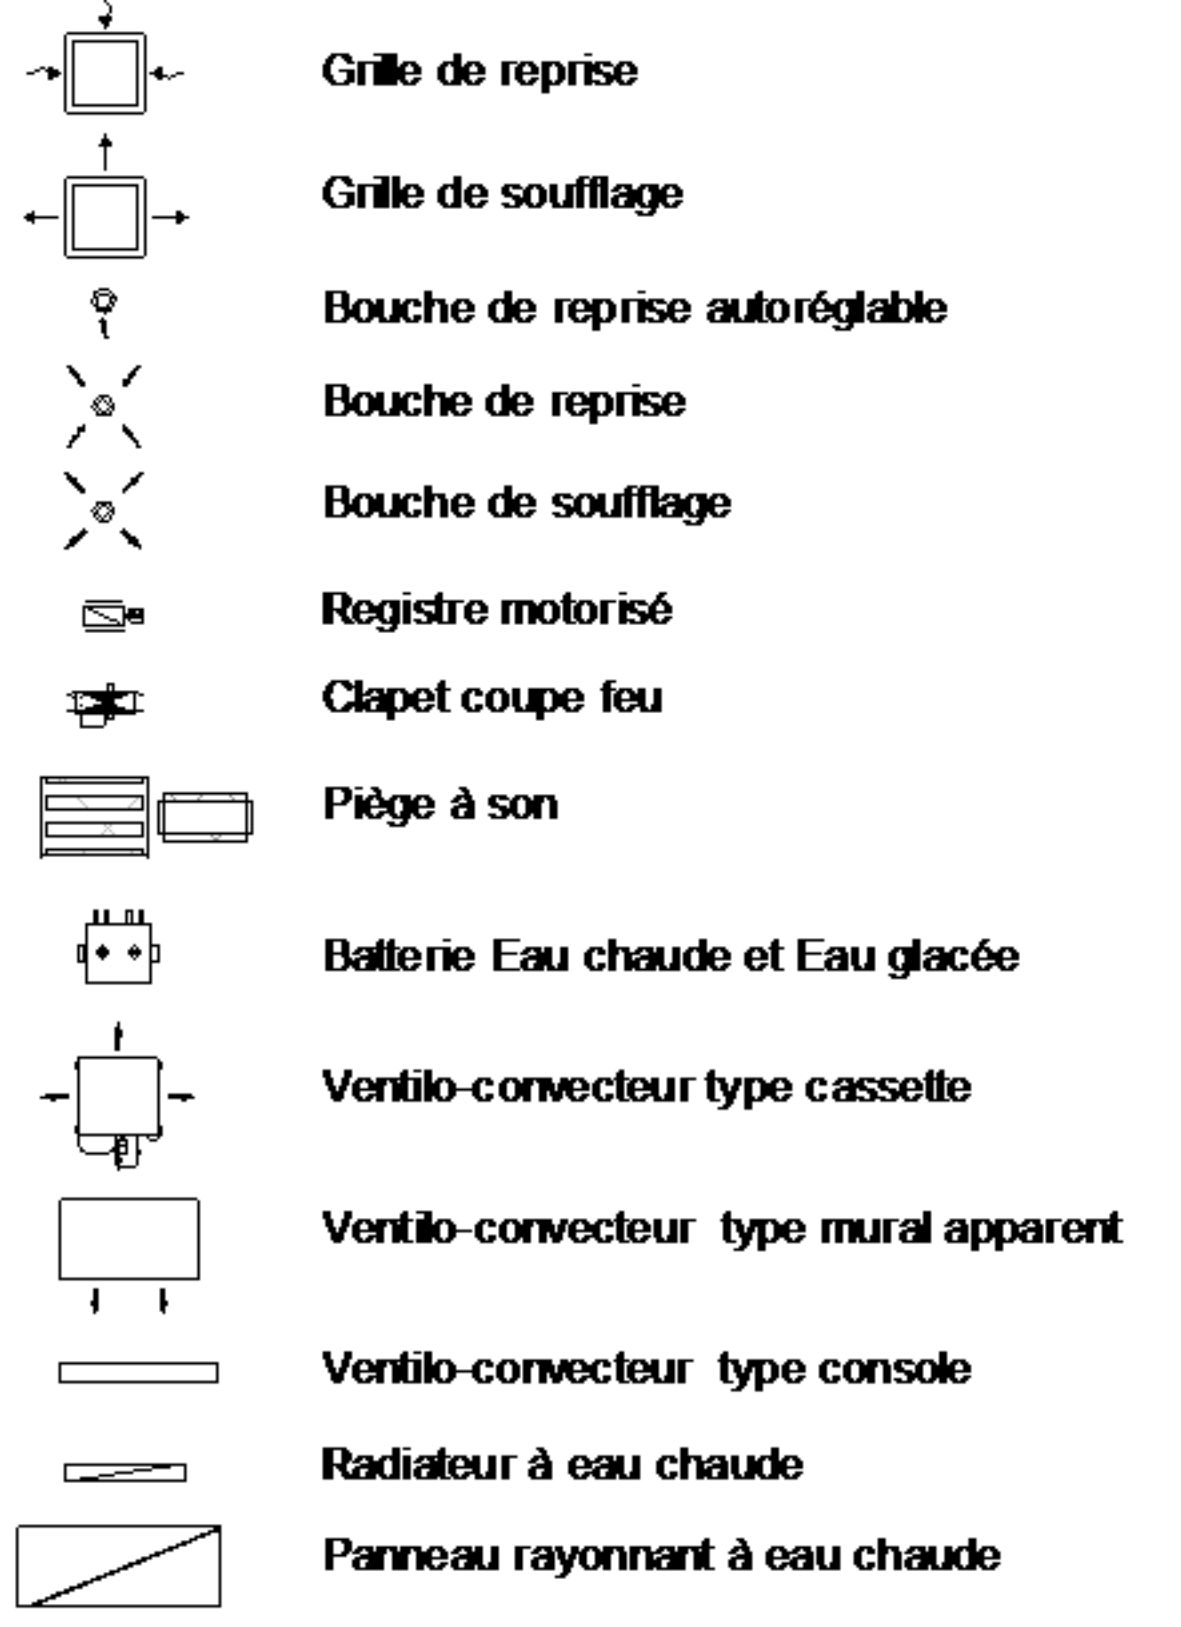 Grille de reprise
Grille de soufflage
Bouche de reprise autoréglable
Bouche de reprise
Bouche de soufflage
Registre motorisé
Clapet coupe feu
Piège à son
Batterie Eau chaude et Eau glacée
Ventilo-convecteur type cassette
Ventilo-convecteur type mural apparent
Ventilo-convecteur type console
Radiateur à eau chaude
Panneau rayonnant à eau chaude